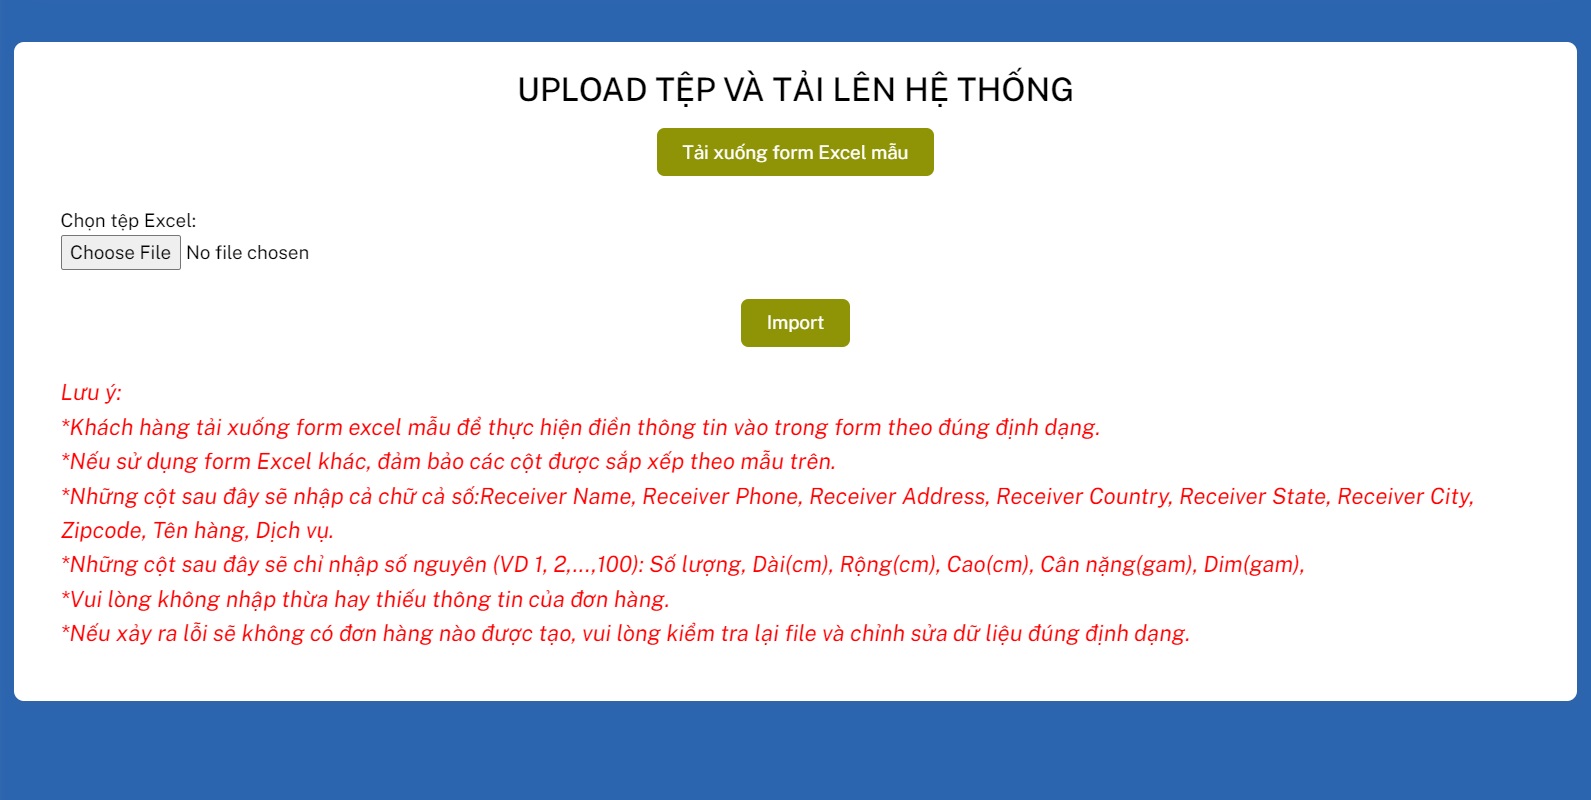 UPLOAD TỆP VÀ TẢI LÊN HỆ THỐNG
Tải xuống form Excel mẫu
Chọn tệp Excel:
Choose File No file chosen
Import
Lưu ý:
*Khách hàng tải xuống form excel mẫu để thực hiện điền thông tin vào trong form theo đúng định dạng.
*Nếu sử dụng form Excel khác, đảm bảo các cột được sắp xếp theo mẫu trên.
*Những cột sau đây sẽ nhập cả chữ cả số:Receiver Name, Receiver Phone, Receiver Address, Receiver Country, Receiver State, Receiver City,
Zipcode, Tên hàng, Dịch vụ.
*Những cột sau đây sẽ chỉ nhập số nguyên (VD 1, 2,...,100): Số lượng, Dài(cm), Rộng(cm), Cao(cm), Cân nặng(gam), Dim(gam),
*Vui lòng không nhập thừa hay thiếu thông tin của đơn hàng.
*Nếu xảy ra lỗi sẽ không có đơn hàng nào được tạo, vui lòng kiểm tra lại file và chỉnh sửa dữ liệu đúng định dạng.